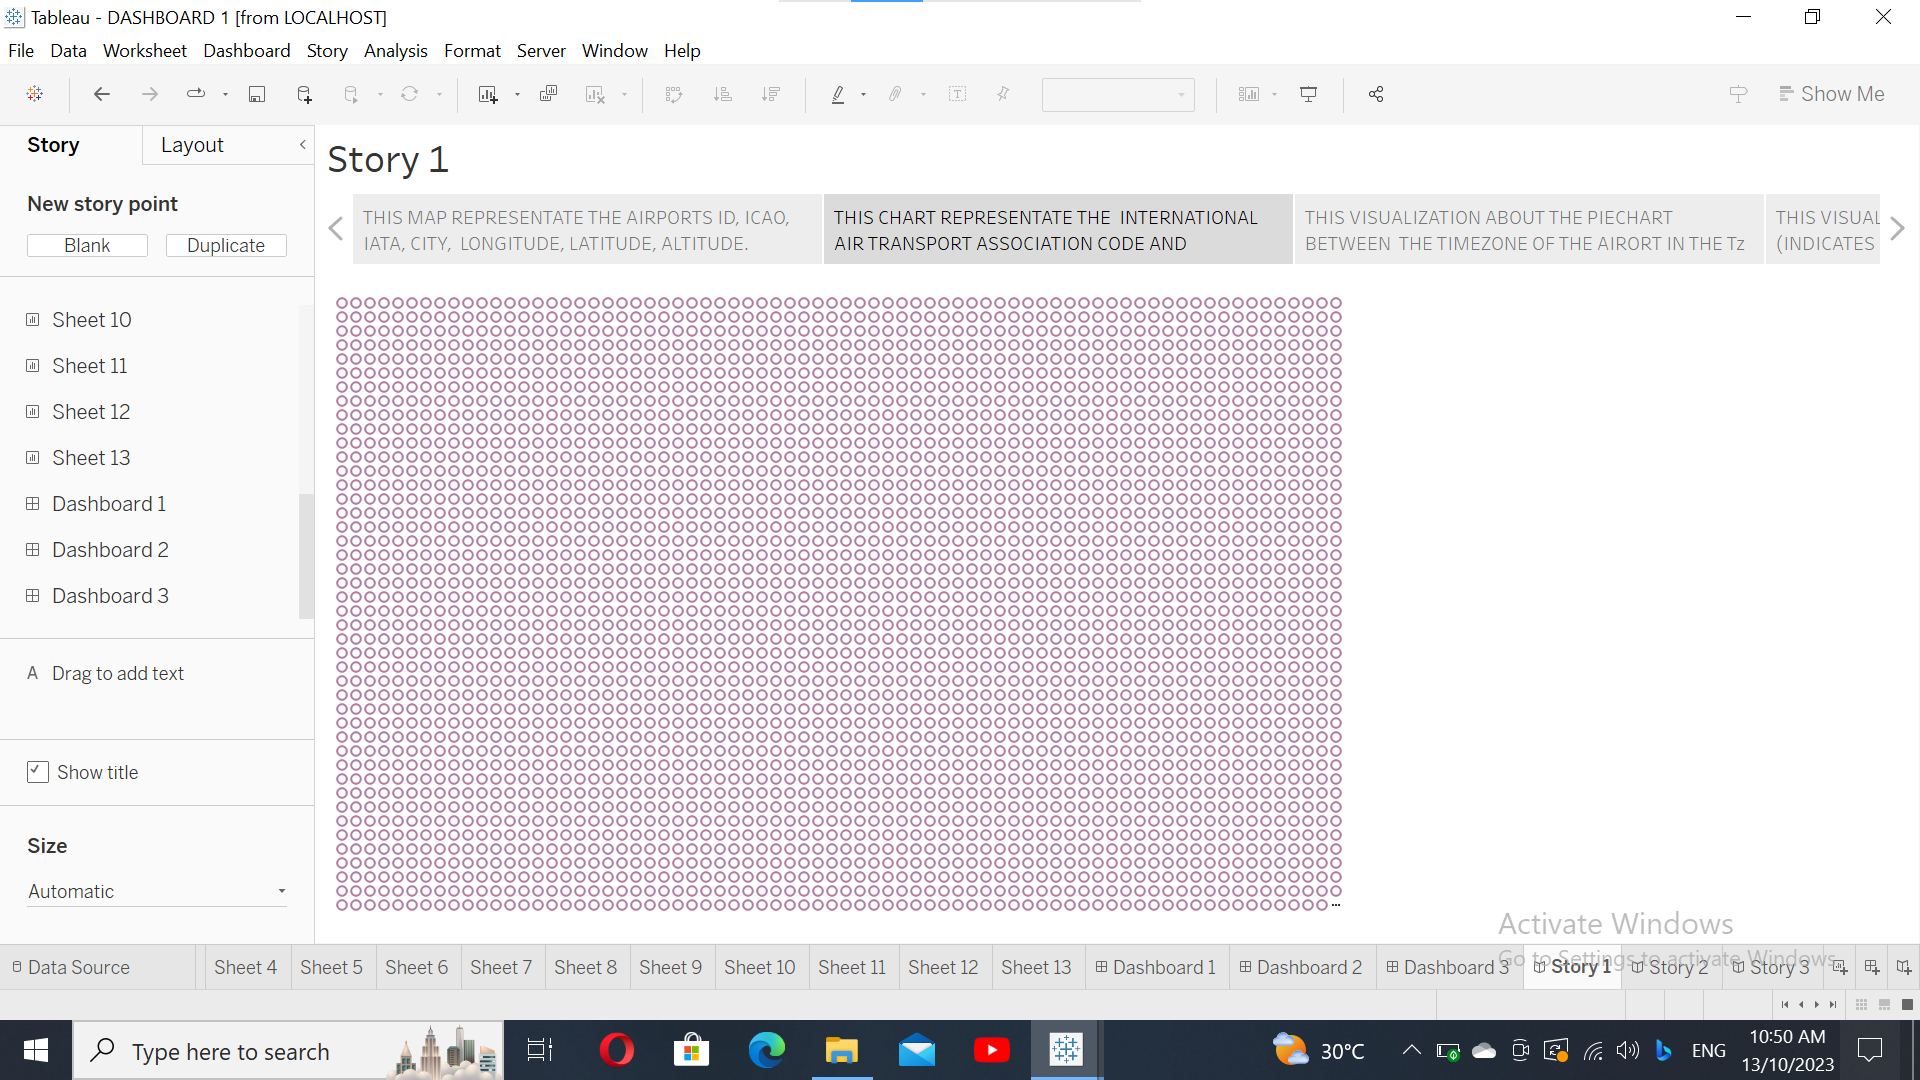 Tableau - DASHBOARD 1 [from LOCALHOST]
File Data Worksheet Dashboard Story Analysis Format Server Window Help
Show Me
Story Layout
New story point
Blank Duplicate
Sheet 10
Sheet 11
Sheet 12
Sheet 13
Dashboard 1
Dashboard 2
Dashboard 3
A Drag to add text
Show title
Size
Automatic
Story 1
THIS MAP REPRESENTATE THE AIRPORTS ID, ICAO,
IATA, CITY, LONGITUDE, LATITUDE, ALTITUDE.
THIS CHART REPRESENTATE THE INTERNATIONAL
AIR TRANSPORT ASSOCIATION CODE AND
THIS VISUALIZATION ABOUT THE PIECHART
BETWEEN THE TIMEZONE OF THE AIRORT IN THE Tz
THIS VISUAL
(INDICATES
...
Activate Windows
Go to Settings to activate Windows.
Data Source Sheet 4 Sheet 5 Sheet 6 Sheet 7 Sheet 8 Sheet 9 Sheet 10 Sheet 11 Sheet 12 Sheet 13 Dashboard 1 Dashboard 2 Dashboard 3 Story 1 Story 2 Story 3
Type here to search
30°C
ENG
10:50 AM
13/10/2023